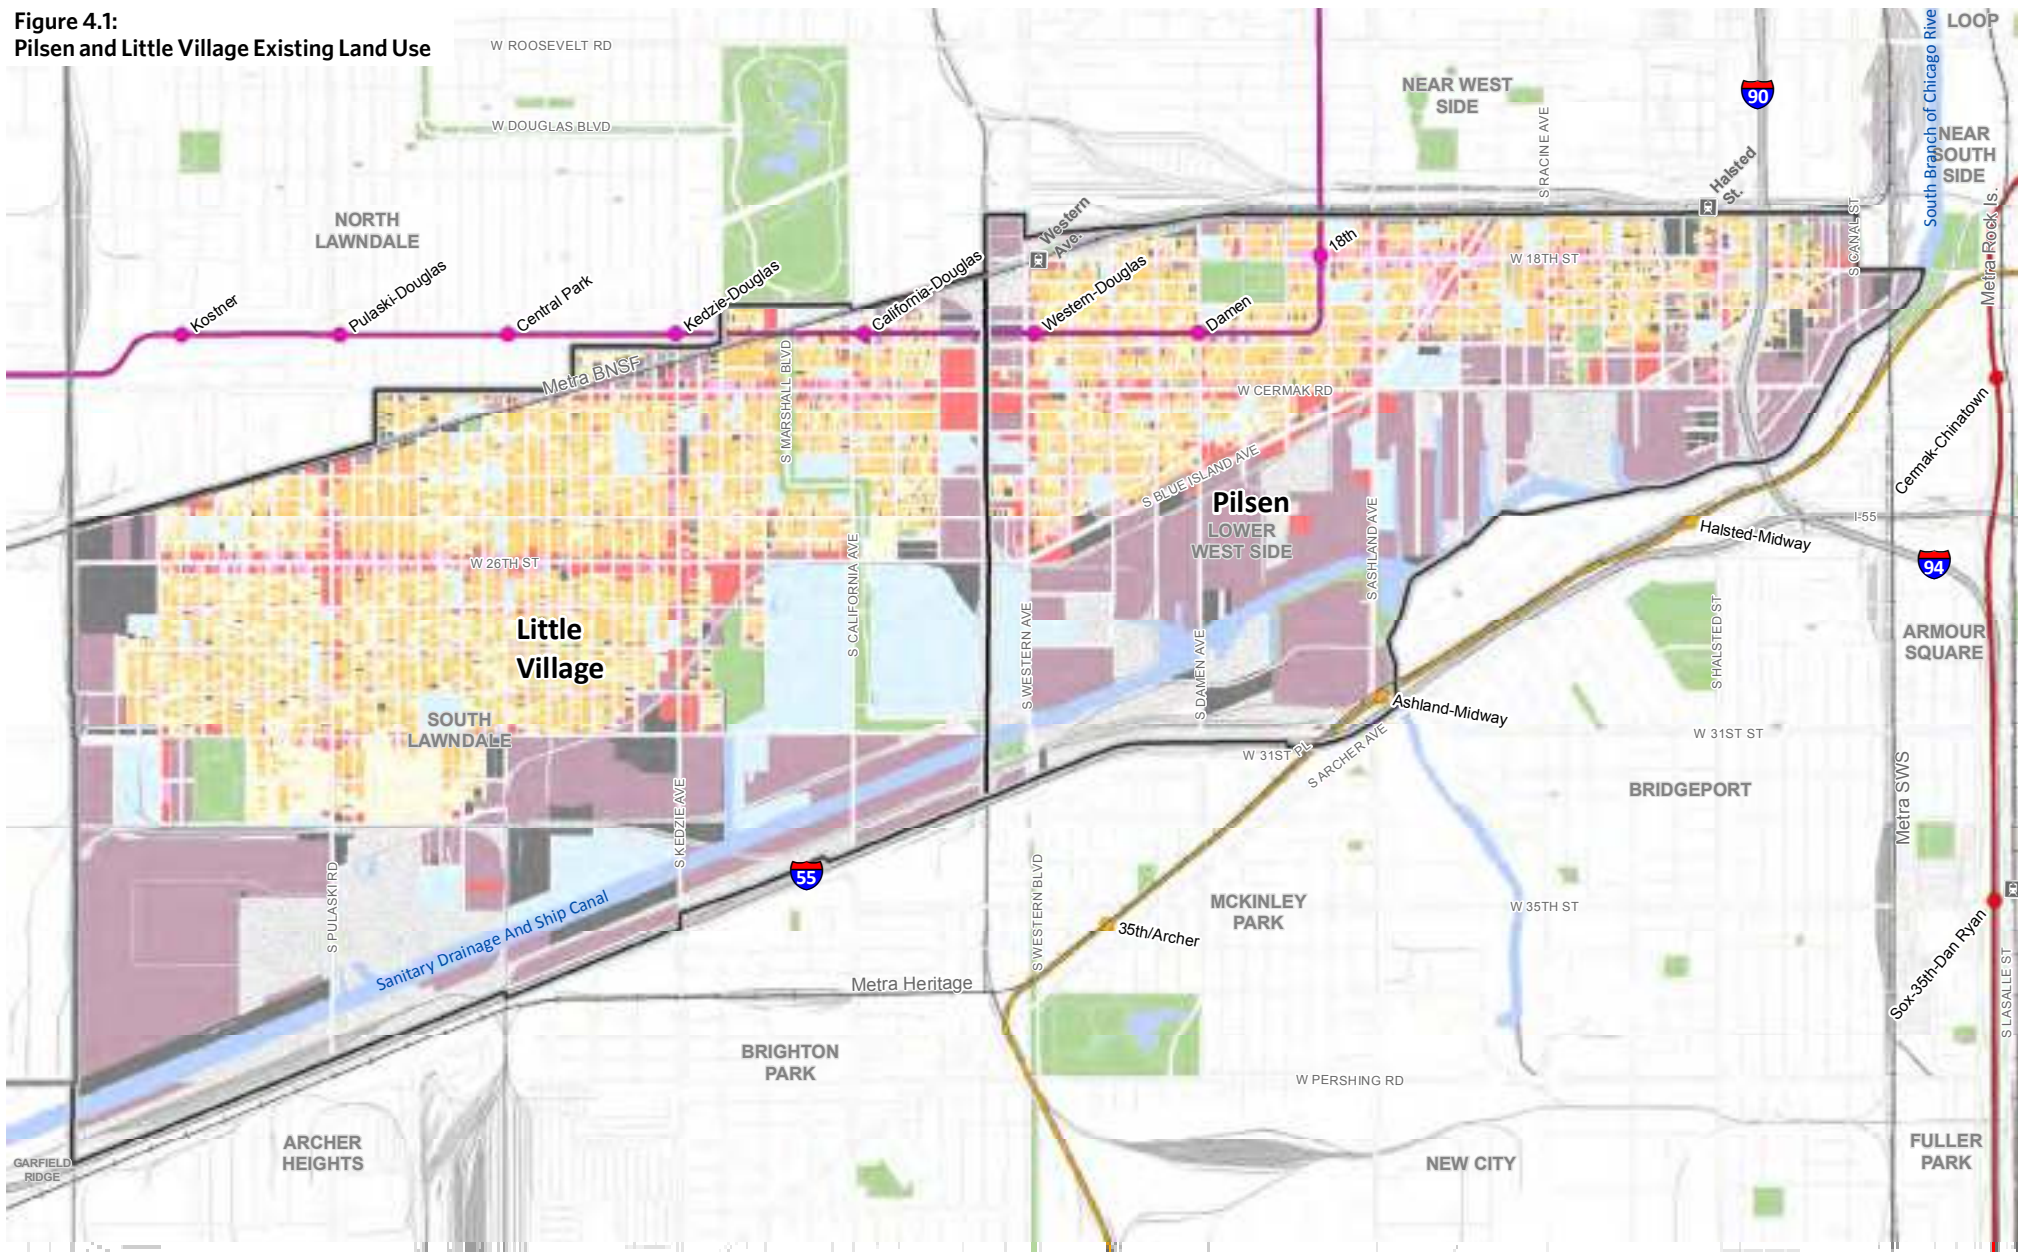 Figure 4.1:
Pilsen and Little Village Existing Land Use
W ROOSEVELT RD
LOOP
NEAR WEST
SIDE
90
South Branch of Chicago Rive
W DOUGLAS BLVD
S RACINE AVE
NEAR
SOUTH
SIDE
Halsted
St.
NORTH
LAWNDALE
Western
Ave.
18th
W 18TH ST
S CANAL ST
Metra Rock Is.
Kostner
Pulaski-Douglas
Central Park
Kedzie-Douglas
California-Douglas
Western-Douglas
Damen
Metra BNSF
S MARSHALL BLVD
W CERMAK RD
Cermak-Chinatown
S BLUE ISLAND AVE
Pilsen
LOWER
WEST SIDE
S ASHLAND AVE
I-55
Halsted-Midway
94
W 26TH ST
S CALIFORNIA AVE
Little
Village
S WESTERN AVE
S DAMEN AVE
S HALSTED ST
ARMOUR
SQUARE
SOUTH
LAWNDALE
Ashland-Midway
W 31ST PL
S ARCHER AVE
W 31ST ST
BRIDGEPORT
Metra SWS
S KEDZIE AVE
55
S PULASKI RD
Sanitary Drainage And Ship Canal
S WESTERN BLVD
MCKINLEY
PARK
W 35TH ST
35th/Archer
Sox-35th-Dan Ryan
S LASALLE ST
Metra Heritage
BRIGHTON
PARK
W PERSHING RD
ARCHER
HEIGHTS
GARFIELD
RIDGE
NEW CITY
FULLER
PARK